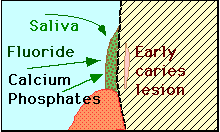 Saliva
Fluoride
Calcium
Phosphates
Early
caries
lesion